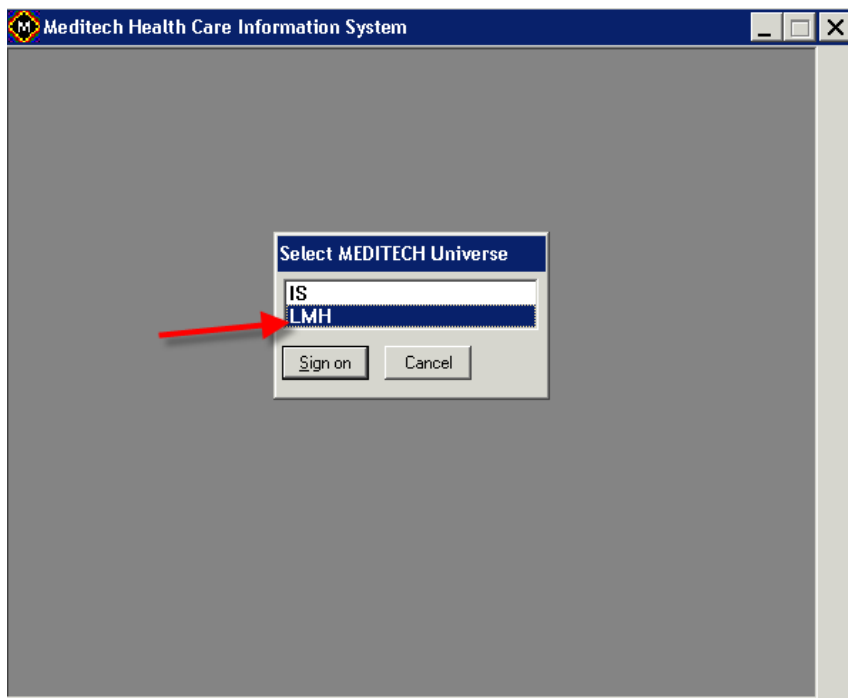 M Meditech Health Care Information System
Select MEDITECH Universe
IS
LMH
Sign on Cancel